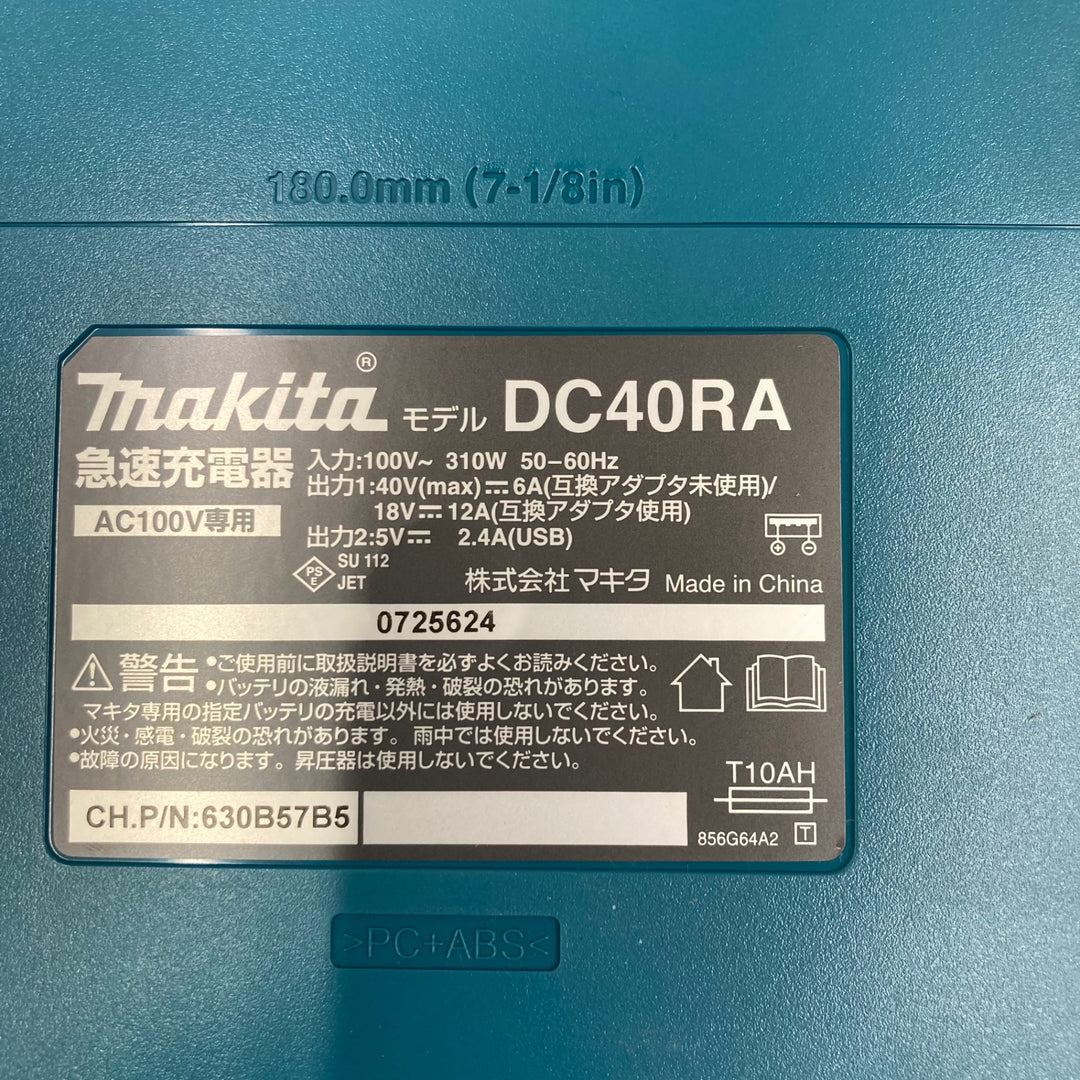 180.0mm (7-1/8in)
makita® モデル DC40RA
急速充電器
AC100V専用
入力:100V~ 310W 50–60Hz
出力1:40V(max)⎓6A(互換アダプタ未使用)/
18V⎓12A(互換アダプタ使用)
出力2:5V⎓ 2.4A(USB)
PSE
SU 112
JET
株式会社マキタ Made in China
0725624
⚠警告 •ご使用前に取扱説明書を必ずよくお読みください。
•バッテリの液漏れ・発熱・破裂の恐れがあります。
マキタ専用の指定バッテリの充電以外には使用しないでください。
•火災・感電・破裂の恐れがあります。雨中では使用しないでください。
•故障の原因になります。昇圧器は使用しないでください。
T10AH
CH.P/N:630B57B5
856G64A2 T
>PC+ABS<